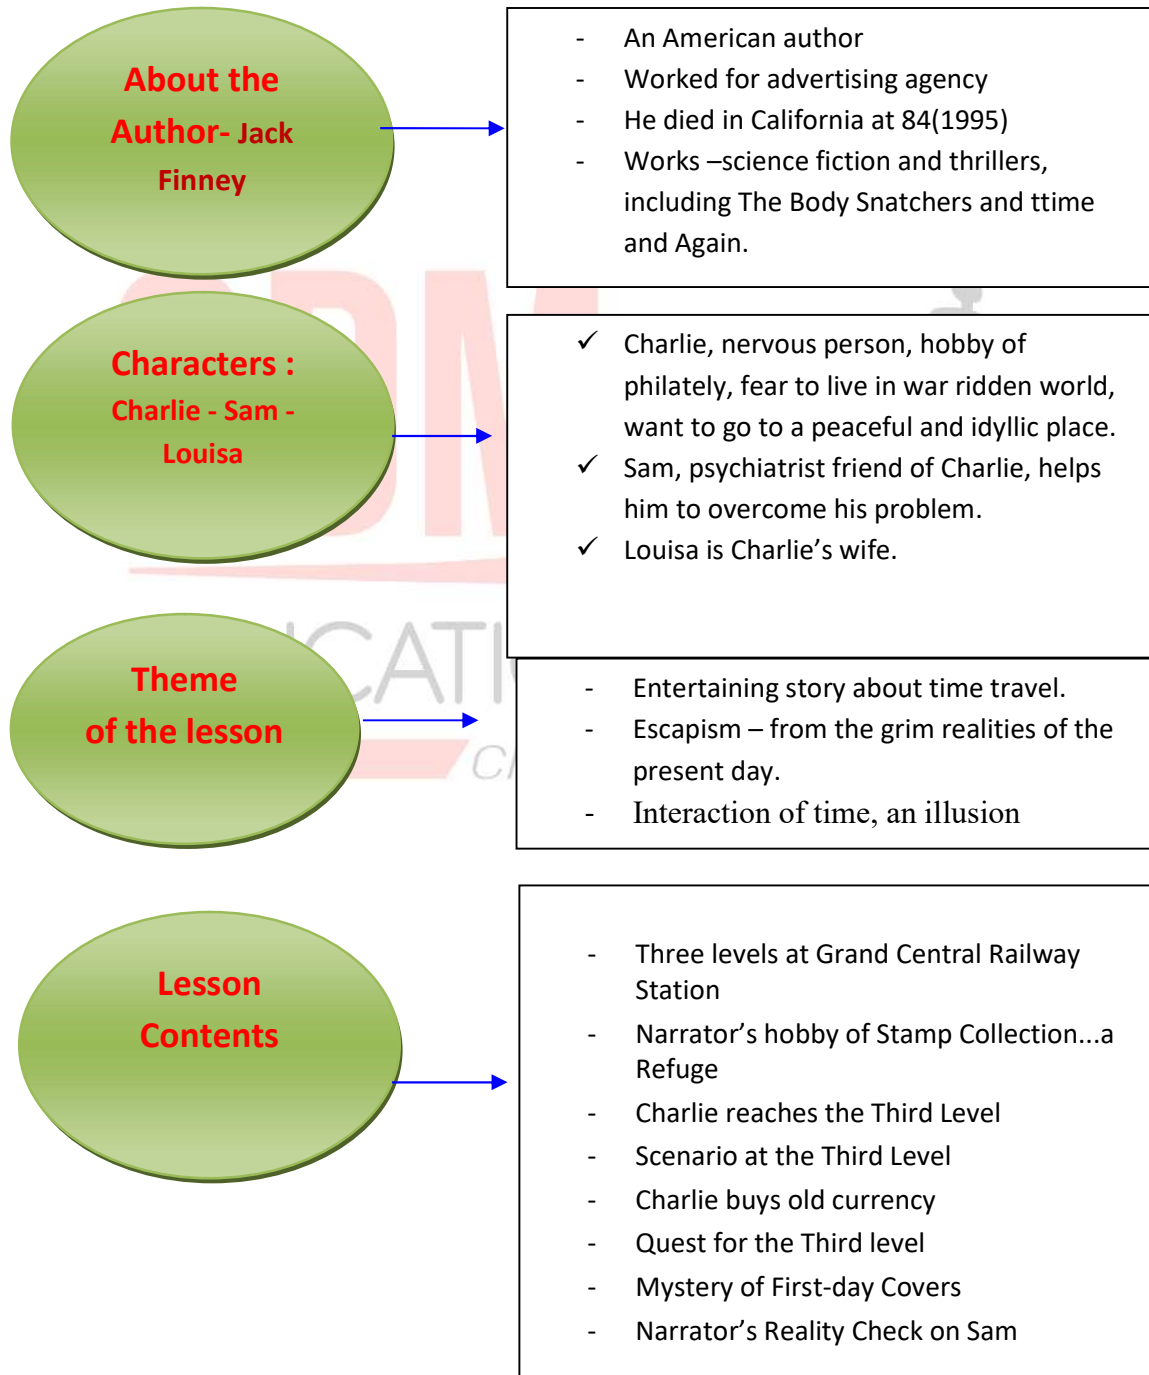 About the
Author- Jack
Finney
- An American author
- Worked for advertising agency
- He died in California at 84(1995)
- Works –science fiction and thrillers,
including The Body Snatchers and ttime
and Again.
Characters :
Charlie - Sam -
Louisa
✓ Charlie, nervous person, hobby of
philately, fear to live in war ridden world,
want to go to a peaceful and idyllic place.
✓ Sam, psychiatrist friend of Charlie, helps
him to overcome his problem.
✓ Louisa is Charlie’s wife.
Theme
of the lesson
- Entertaining story about time travel.
- Escapism – from the grim realities of the
present day.
- Interaction of time, an illusion
Lesson
Contents
- Three levels at Grand Central Railway
Station
- Narrator’s hobby of Stamp Collection...a
Refuge
- Charlie reaches the Third Level
- Scenario at the Third Level
- Charlie buys old currency
- Quest for the Third level
- Mystery of First-day Covers
- Narrator’s Reality Check on Sam